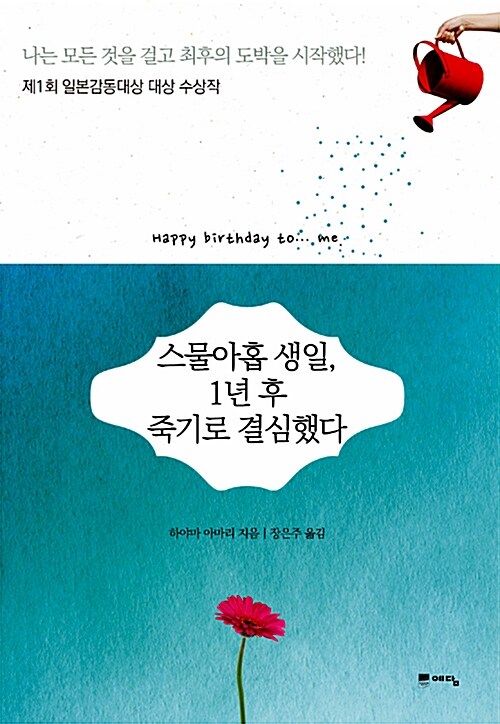 나는 모든 것을 걸고 최후의 도박을 시작했다!
제1회 일본감동대상 대상 수상작
Happy birthday to... me
스물아홉 생일,
1년 후
죽기로 결심했다
하야마 아마리 지음 | 장은주 옮김
예담